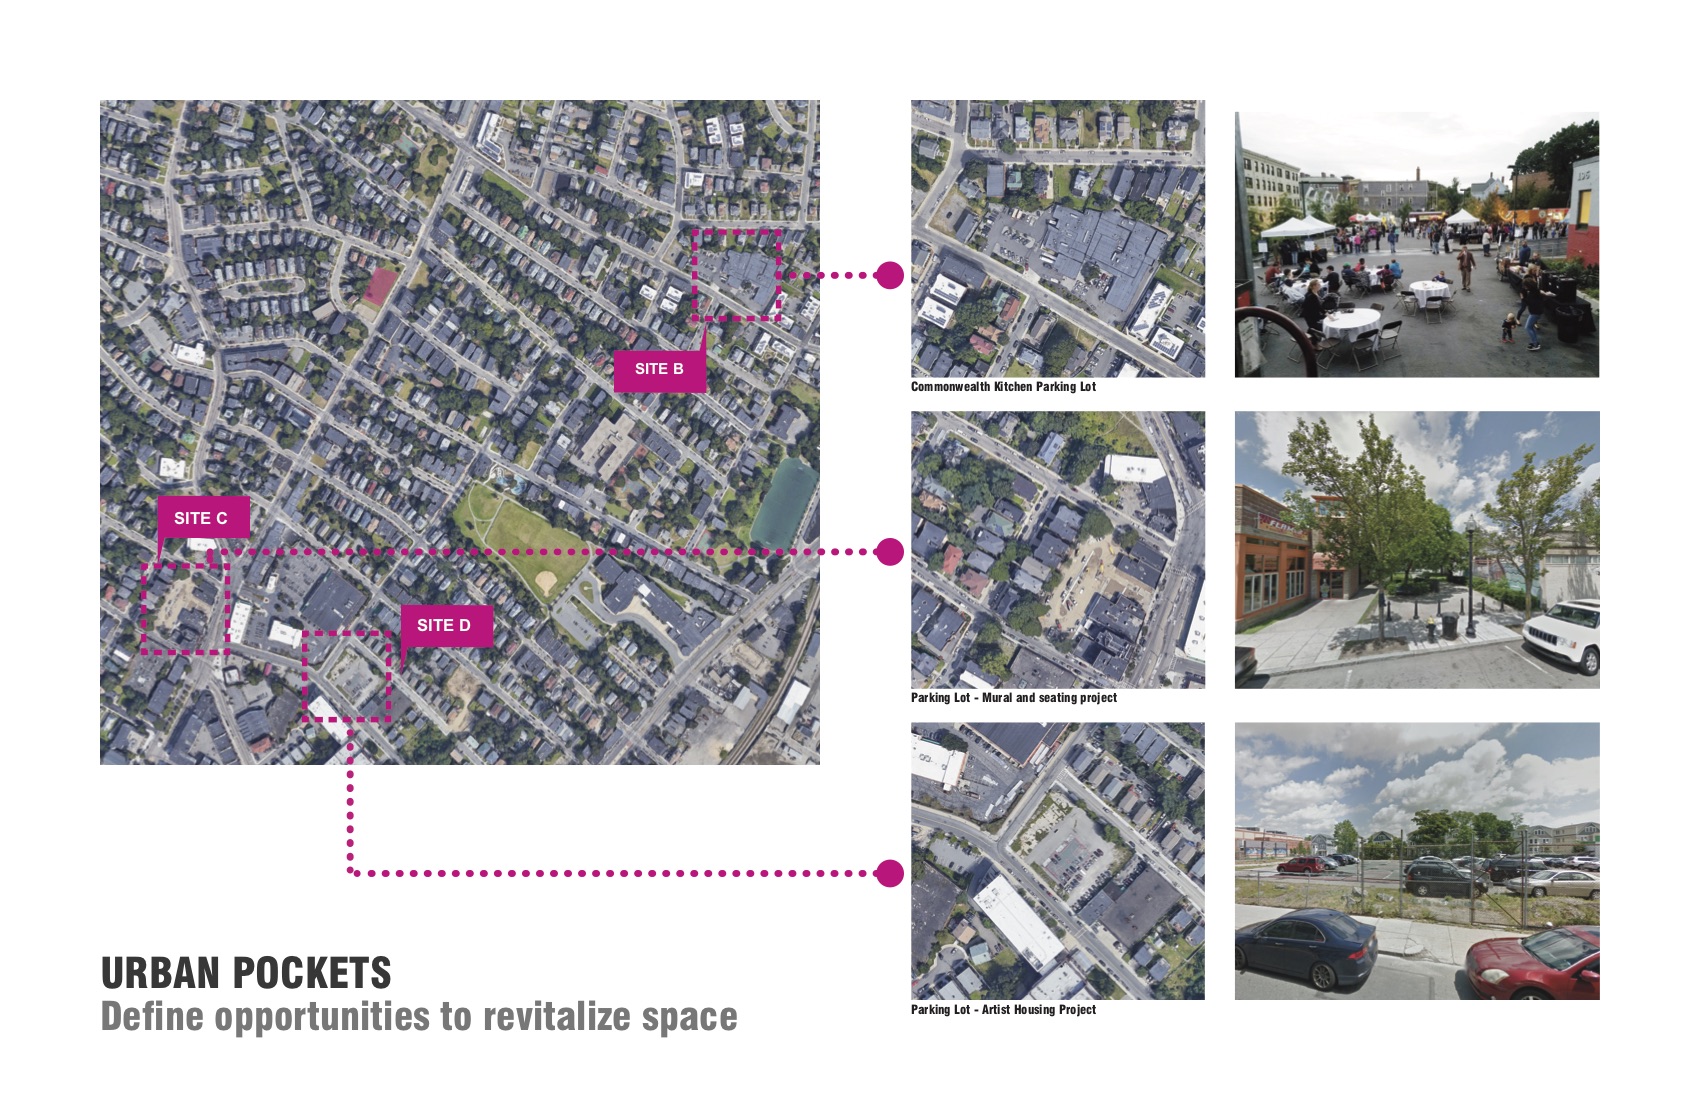 SITE B
SITE C
SITE D
Commonwealth Kitchen Parking Lot
Parking Lot - Mural and seating project
Parking Lot - Artist Housing Project
URBAN POCKETS
Define opportunities to revitalize space